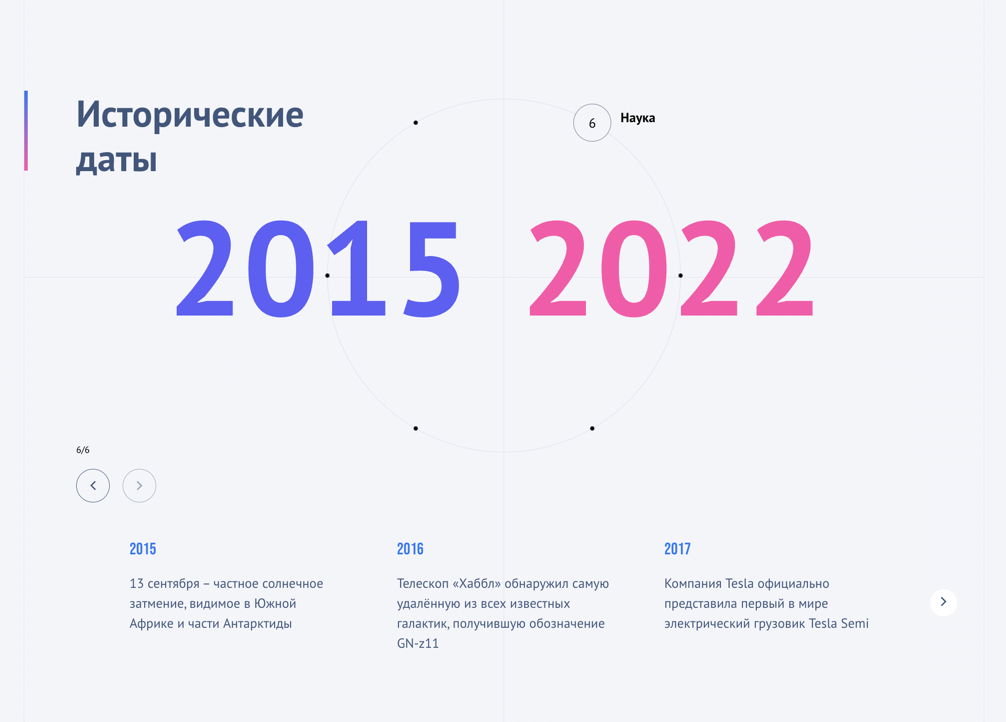 Исторические
даты
6
Наука
2015 2022
6/6
2015
13 сентября – частное солнечное
затмение, видимое в Южной
Африке и части Антарктиды
2016
Телескоп «Хаббл» обнаружил самую
удалённую из всех известных
галактик, получившую обозначение
GN-z11
2017
Компания Tesla официально
представила первый в мире
электрический грузовик Tesla Semi